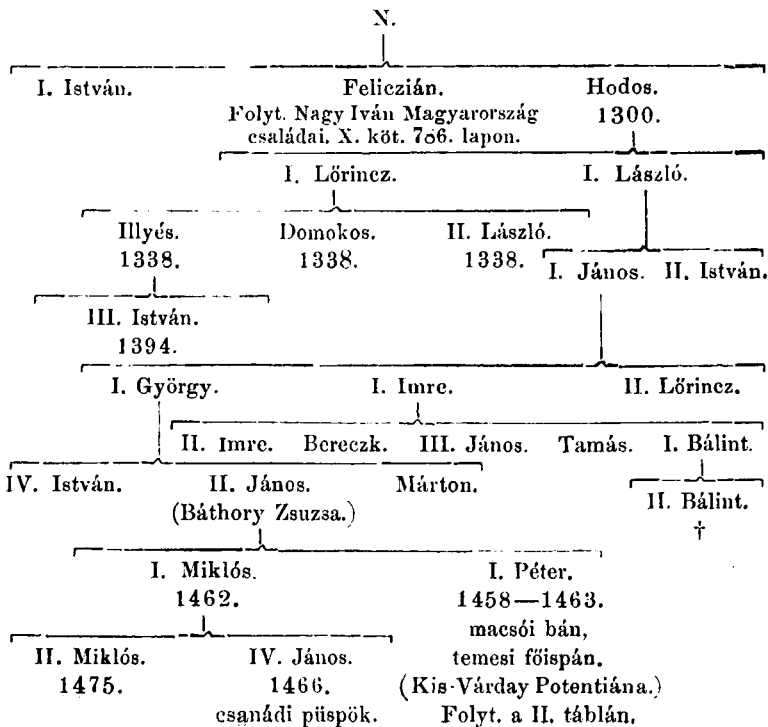 N.
I. István. Feliczián. Hodos.
Folyt. Nagy Iván Magyarország 1300.
családai. X. köt. 756. lapon.
I. Lőrincz. I. László.
Illyés. Domokos. II. László.
1338. 1338. 1338.
I. János. II. István.
III. István.
1394.
I. György. I. Imre. II. Lőrincz.
II. Imre. Bereczk. III. János. Tamás. I. Bálint.
IV. István. II. János. Márton. II. Bálint.
(Báthory Zsuzsa.) †
I. Miklós. I. Péter.
1462. 1458—1463.
macsói bán,
II. Miklós. IV. János. temesi főispán.
1475. 1466. (Kis-Várday Potentiána.)
csanádi püspök. Folyt. a II. táblán,